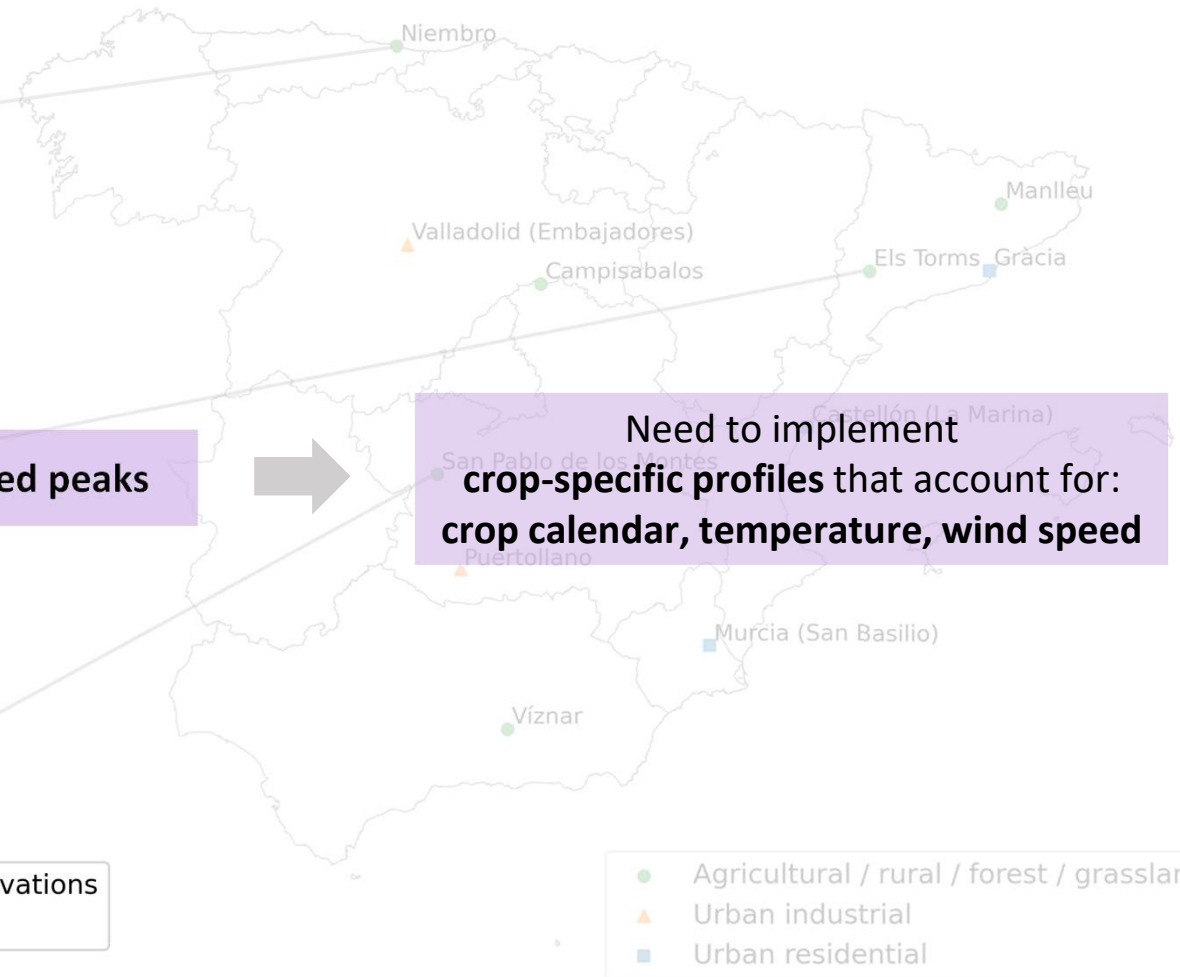 Niembro
Manlleu
Valladolid (Embajadores)
Els Torms
Gràcia
Campisabalos
Castellón (La Marina)
Need to implement
San Pablo de los Montes
ed peaks
crop-specific profiles that account for:
crop calendar, temperature, wind speed
Puertollano
Murcia (San Basilio)
Víznar
vations
Agricultural / rural / forest / grasslan
Urban industrial
Urban residential